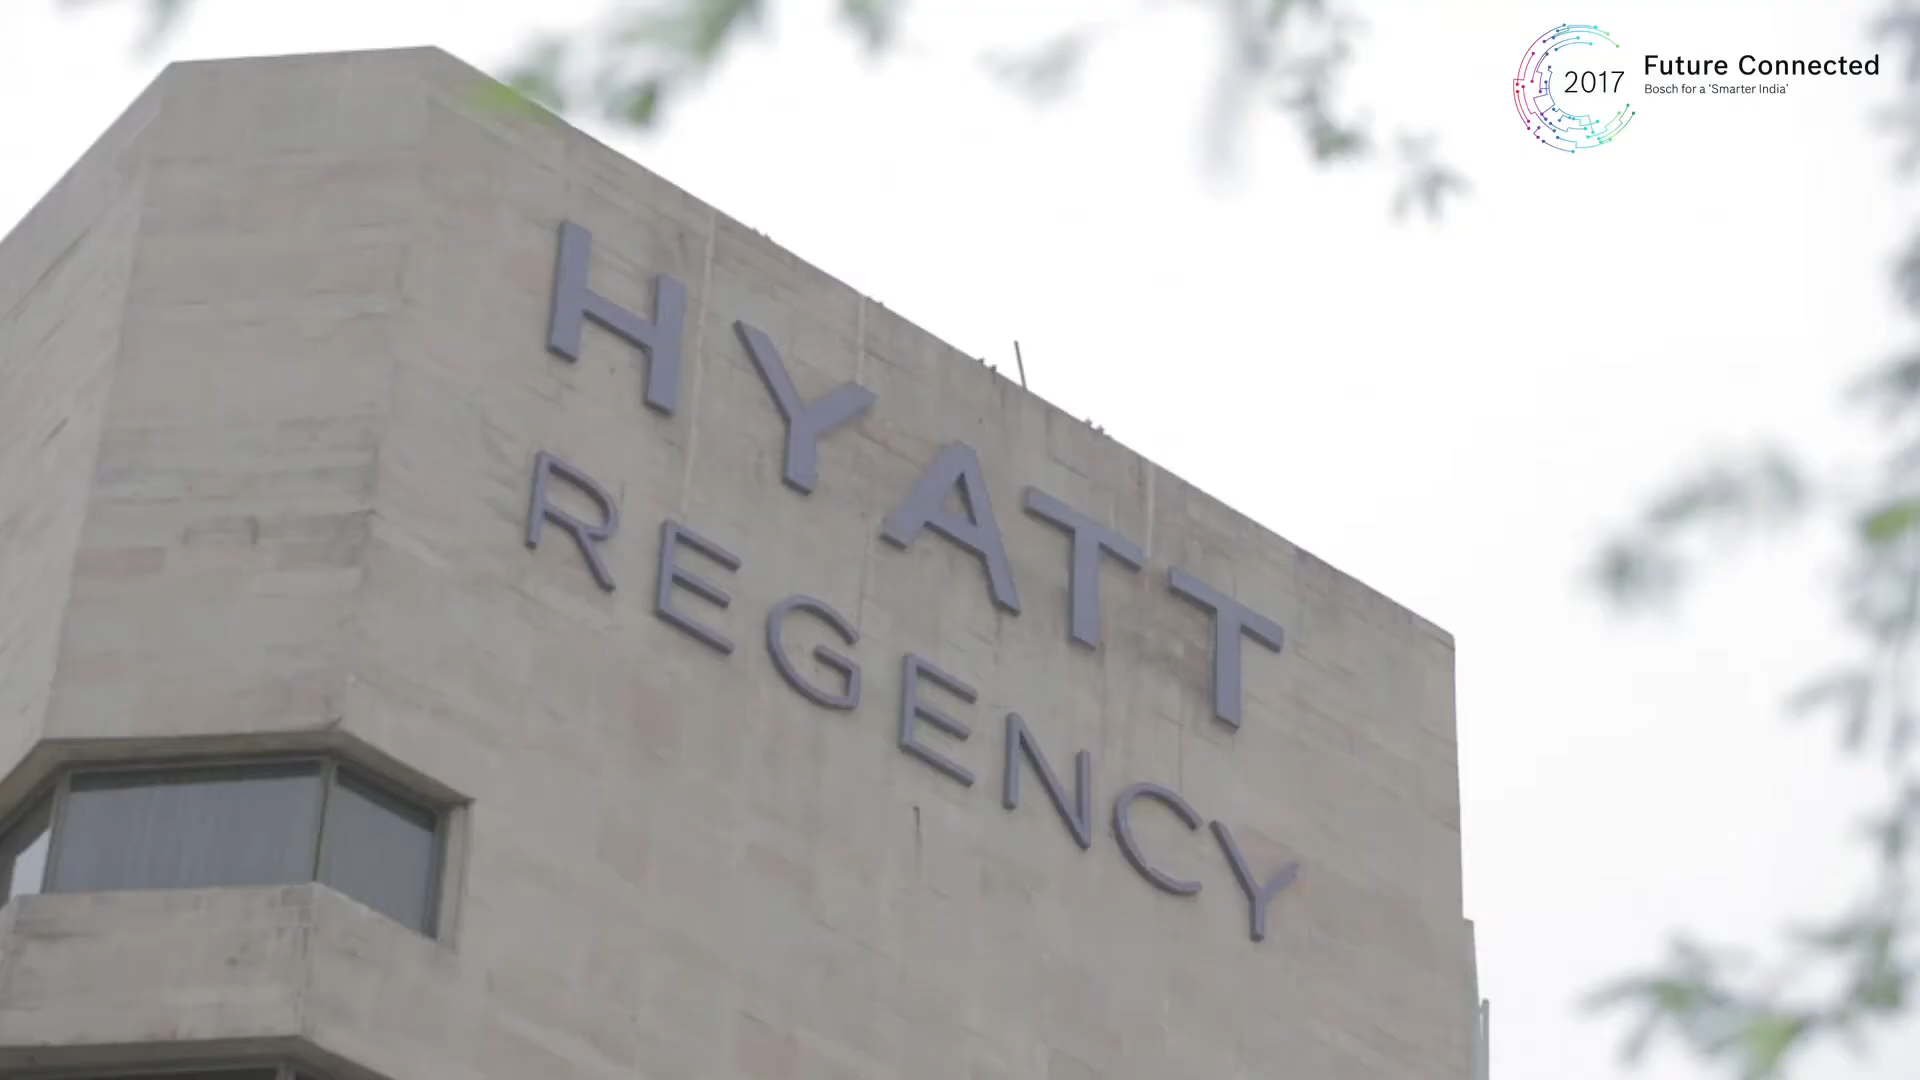 2017
Future Connected
Bosch for a 'Smarter India'
HYATT
REGENCY